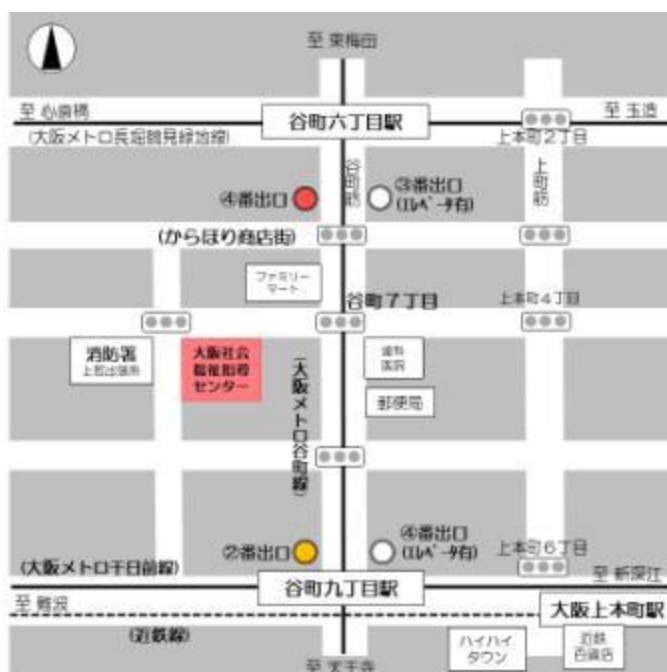 至 東梅田
至 心斎橋
谷町六丁目駅
至 玉造
(大阪メトロ長堀鶴見緑地線)
上本町2丁目
谷町筋
上町筋
④番出口
③番出口
(ｴﾚﾍﾞｰﾀ有)
(からほり商店街)
ファミリー
マート
谷町7丁目
上本町4丁目
消防署
上町出張所
大阪社会
福祉指導
センター
(大阪メトロ谷町線)
歯科
医院
郵便局
②番出口
④番出口
(ｴﾚﾍﾞｰﾀ有)
上本町6丁目
(大阪メトロ千日前線)
谷町九丁目駅
至 新深江
至 難波
大阪上本町駅
(近鉄線)
ハイハイ
タウン
近鉄
百貨店
至 天王寺